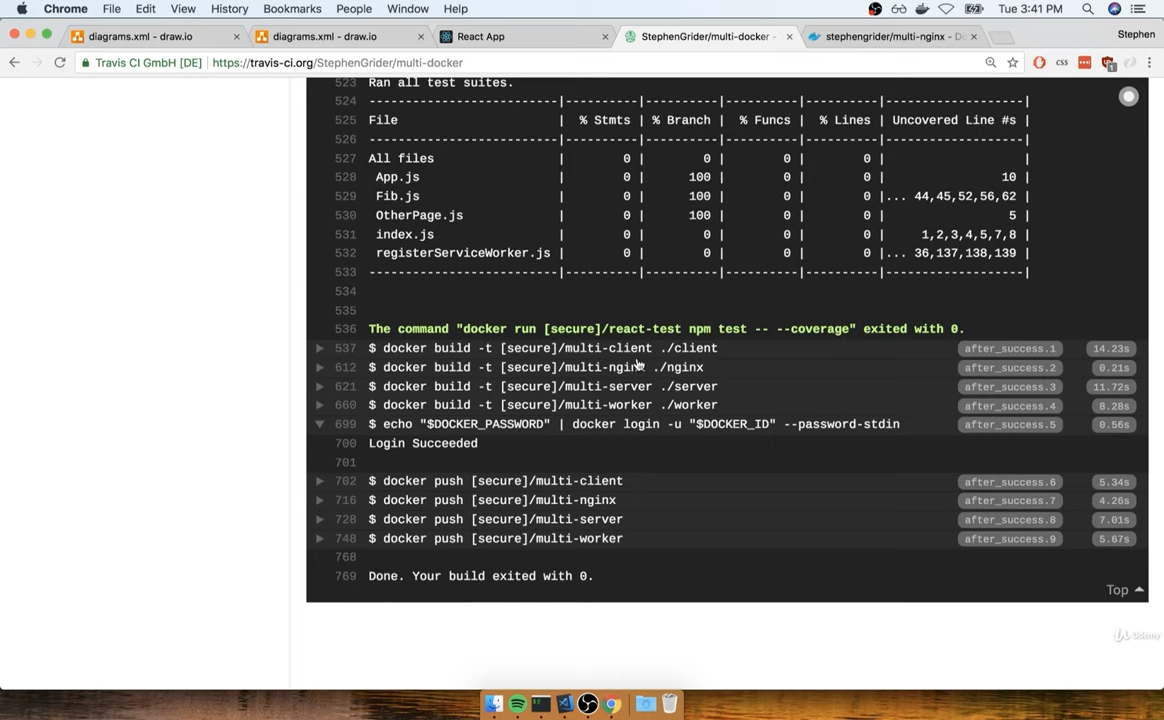 Chrome File Edit View History Bookmarks People Window Help Tue 3:41 PM
diagrams.xml - draw.io × diagrams.xml - draw.io × React App × StephenGrider/multi-docker - × stephengrider/multi-nginx - Do × Stephen
Travis CI GmbH [DE] https://travis-ci.org/StephenGrider/multi-docker CSS 1
523 Ran all test suites.
524 -------------------------|----------|----------|----------|----------|-------------------|
525 File | % Stmts | % Branch | % Funcs | % Lines | Uncovered Line #s |
526 -------------------------|----------|----------|----------|----------|-------------------|
527 All files | 0 | 0 | 0 | 0 | |
528 App.js | 0 | 100 | 0 | 0 | 10 |
529 Fib.js | 0 | 100 | 0 | 0 |... 44,45,52,56,62 |
530 OtherPage.js | 0 | 100 | 0 | 0 | 5 |
531 index.js | 0 | 0 | 0 | 0 | 1,2,3,4,5,7,8 |
532 registerServiceWorker.js | 0 | 0 | 0 | 0 |... 36,137,138,139 |
533 -------------------------|----------|----------|----------|----------|-------------------|
534
535
536 The command "docker run [secure]/react-test npm test -- --coverage" exited with 0.
537 $ docker build -t [secure]/multi-client ./client after_success.1 14.23s
612 $ docker build -t [secure]/multi-nginx ./nginx after_success.2 0.21s
621 $ docker build -t [secure]/multi-server ./server after_success.3 11.72s
660 $ docker build -t [secure]/multi-worker ./worker after_success.4 8.28s
699 $ echo "$DOCKER_PASSWORD" | docker login -u "$DOCKER_ID" --password-stdin after_success.5 0.56s
700 Login Succeeded
701
702 $ docker push [secure]/multi-client after_success.6 5.34s
716 $ docker push [secure]/multi-nginx after_success.7 4.26s
728 $ docker push [secure]/multi-server after_success.8 7.01s
748 $ docker push [secure]/multi-worker after_success.9 5.67s
768
769 Done. Your build exited with 0.
Top
Udemy